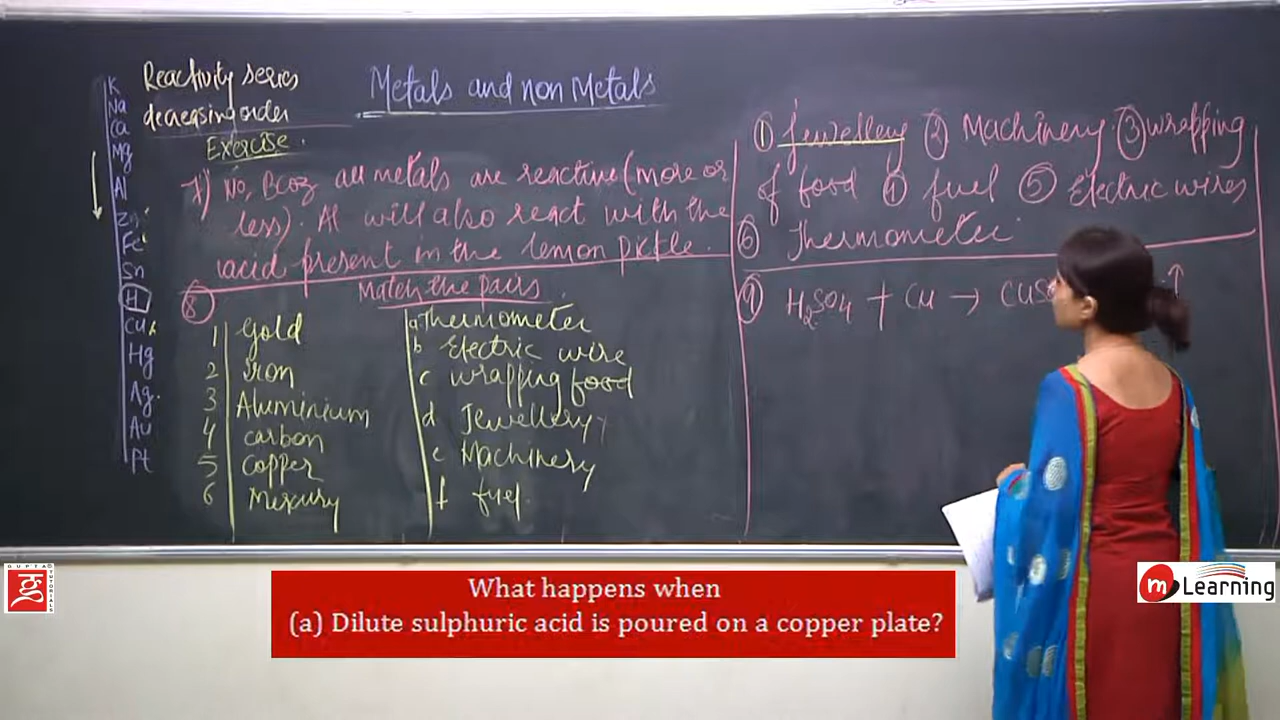 K
Na
Ca
Mg
Al
Zn
Fe
Sn
H
Cu
Hg
Ag
Au
Pt
Reactivity series
decreasing order
Metals and non Metals
Exercise.
7) No, Bcoz all metals are reactive (more or
less). Al will also react with the
acid present in the lemon pickle.
8 Match the pairs
1 Gold a Thermometer
2 Iron b Electric wire
3 Aluminium c wrapping food
4 carbon d Jewellery
5 Copper e Machinery
6 Mercury f fuel.
① Jewellery ② Machinery ③ wrapping
of food ④ fuel ⑤ Electric wires
⑥ Thermometer
⑨ H₂SO4 + Cu → CuSO ↑
GUPTA
TUTORIALS
What happens when
(a) Dilute sulphuric acid is poured on a copper plate?
m Learning